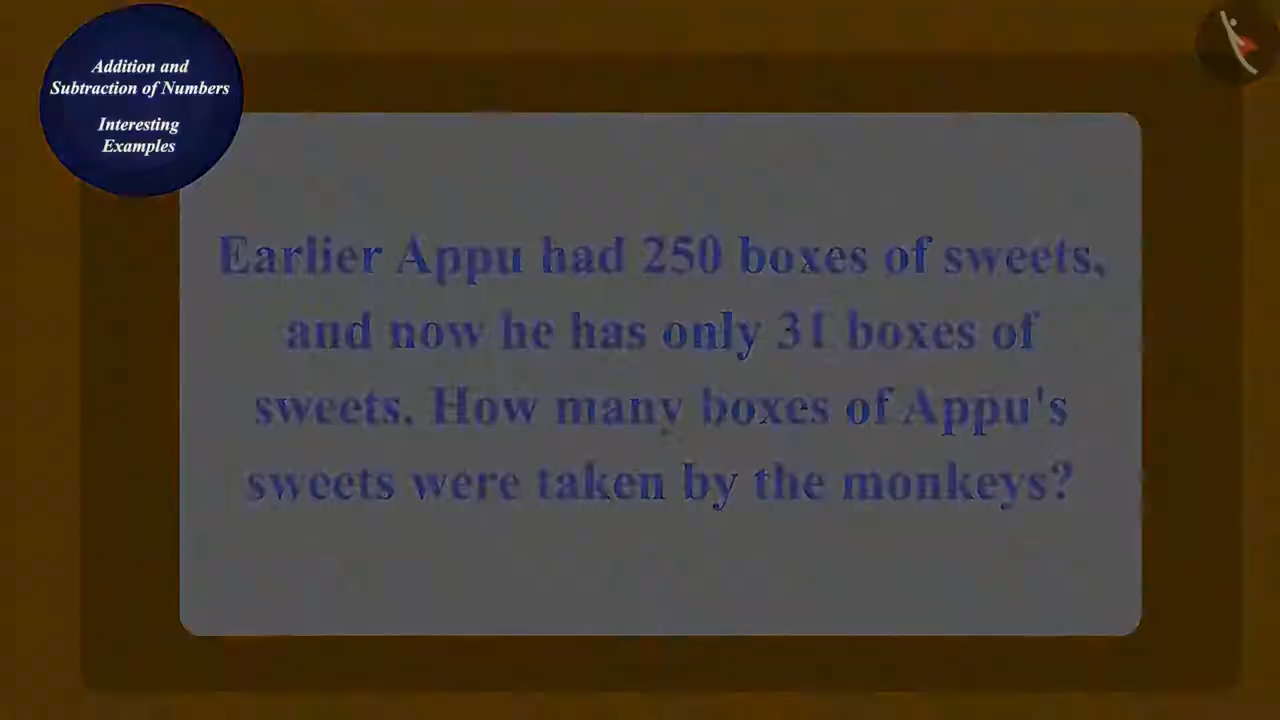 Addition and
Subtraction of Numbers
Interesting
Examples
Earlier Appu had 250 boxes of sweets,
and now he has only 31 boxes of
sweets. How many boxes of Appu's
sweets were taken by the monkeys?